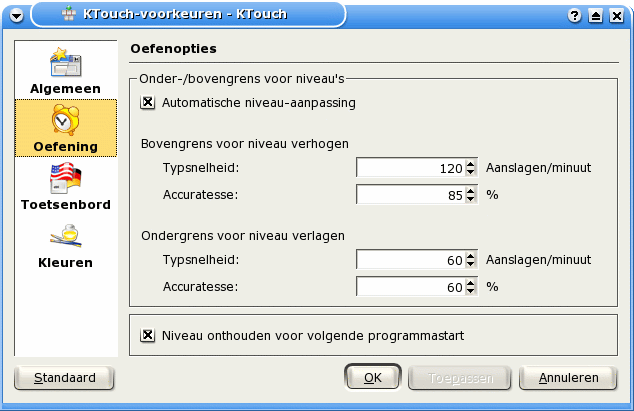 KTouch-voorkeuren - KTouch
Algemeen
Oefening
Toetsenbord
Kleuren
Oefenopties
Onder-/bovengrens voor niveau's
Automatische niveau-aanpassing
Bovengrens voor niveau verhogen
Typsnelheid: 120 Aanslagen/minuut
Accuratesse: 85 %
Ondergrens voor niveau verlagen
Typsnelheid: 60 Aanslagen/minuut
Accuratesse: 60 %
Niveau onthouden voor volgende programmastart
Standaard OK Toepassen Annuleren